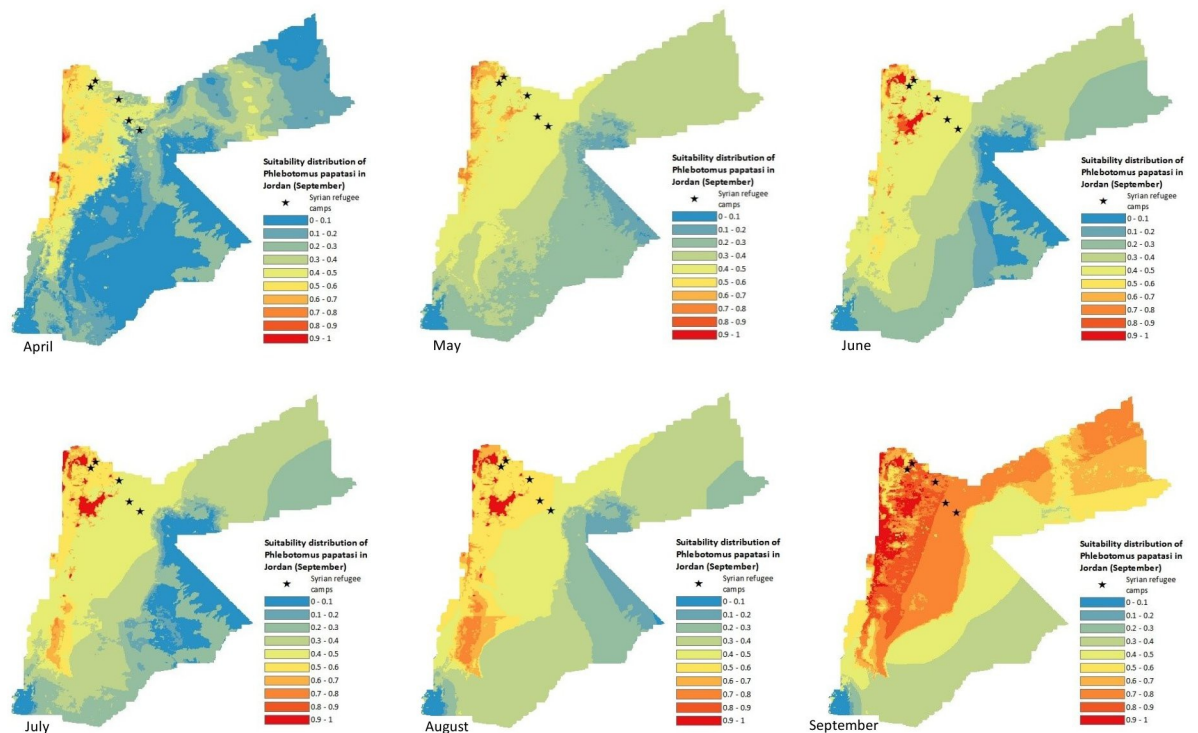 Suitability distribution of
Phlebotomus papatasi in
Jordan (September)
Syrian refugee
camps
0 - 0.1
0.1 - 0.2
0.2 - 0.3
0.3 - 0.4
0.4 - 0.5
0.5 - 0.6
0.6 - 0.7
0.7 - 0.8
0.8 - 0.9
0.9 - 1
April
Suitability distribution of
Phlebotomus papatasi in
Jordan (September)
Syrian refugee
camps
0 - 0.1
0.1 - 0.2
0.2 - 0.3
0.3 - 0.4
0.4 - 0.5
0.5 - 0.6
0.6 - 0.7
0.7 - 0.8
0.8 - 0.9
0.9 - 1
May
Suitability distribution of
Phlebotomus papatasi in
Jordan (September)
Syrian refugee
camps
0 - 0.1
0.1 - 0.2
0.2 - 0.3
0.3 - 0.4
0.4 - 0.5
0.5 - 0.6
0.6 - 0.7
0.7 - 0.8
0.8 - 0.9
0.9 - 1
June
Suitability distribution of
Phlebotomus papatasi in
Jordan (September)
Syrian refugee
camps
0 - 0.1
0.1 - 0.2
0.2 - 0.3
0.3 - 0.4
0.4 - 0.5
0.5 - 0.6
0.6 - 0.7
0.7 - 0.8
0.8 - 0.9
0.9 - 1
July
Suitability distribution of
Phlebotomus papatasi in
Jordan (September)
Syrian refugee
camps
0 - 0.1
0.1 - 0.2
0.2 - 0.3
0.3 - 0.4
0.4 - 0.5
0.5 - 0.6
0.6 - 0.7
0.7 - 0.8
0.8 - 0.9
0.9 - 1
August
Suitability distribution of
Phlebotomus papatasi in
Jordan (September)
Syrian refugee
camps
0 - 0.1
0.1 - 0.2
0.2 - 0.3
0.3 - 0.4
0.4 - 0.5
0.5 - 0.6
0.6 - 0.7
0.7 - 0.8
0.8 - 0.9
0.9 - 1
September